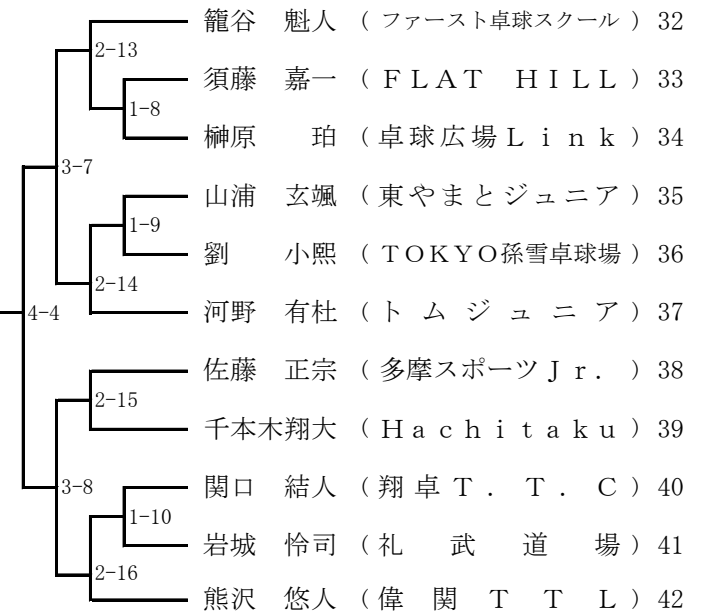 籠谷 魁人 (ファースト卓球スクール) 32
2-13
須藤 嘉一 (FLAT HILL) 33
1-8
榊原 珀 (卓球広場Link) 34
3-7
山浦 玄颯 (東やまとジュニア) 35
1-9
劉 小熙 (TOKYO孫雪卓球場) 36
2-14
河野 有杜 (トムジュニア) 37
4-4
佐藤 正宗 (多摩スポーツJr.) 38
2-15
千本木翔大 (Hachitaku) 39
3-8
関口 結人 (翔卓T.T.C) 40
1-10
岩城 怜司 (礼武道場) 41
2-16
熊沢 悠人 (偉関TTL) 42